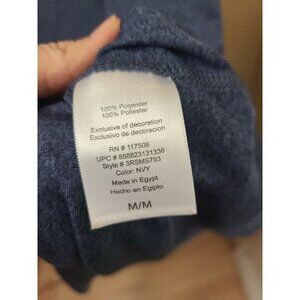 100% Polyester
100% Poliester
Exclusive of decoration
Exclusivo de decoracion
RN # 117508
UPC # 888823131336
Style # 3RSMS793
Color: NVY
Made in Egypt
Hecho en Egipto
M/M